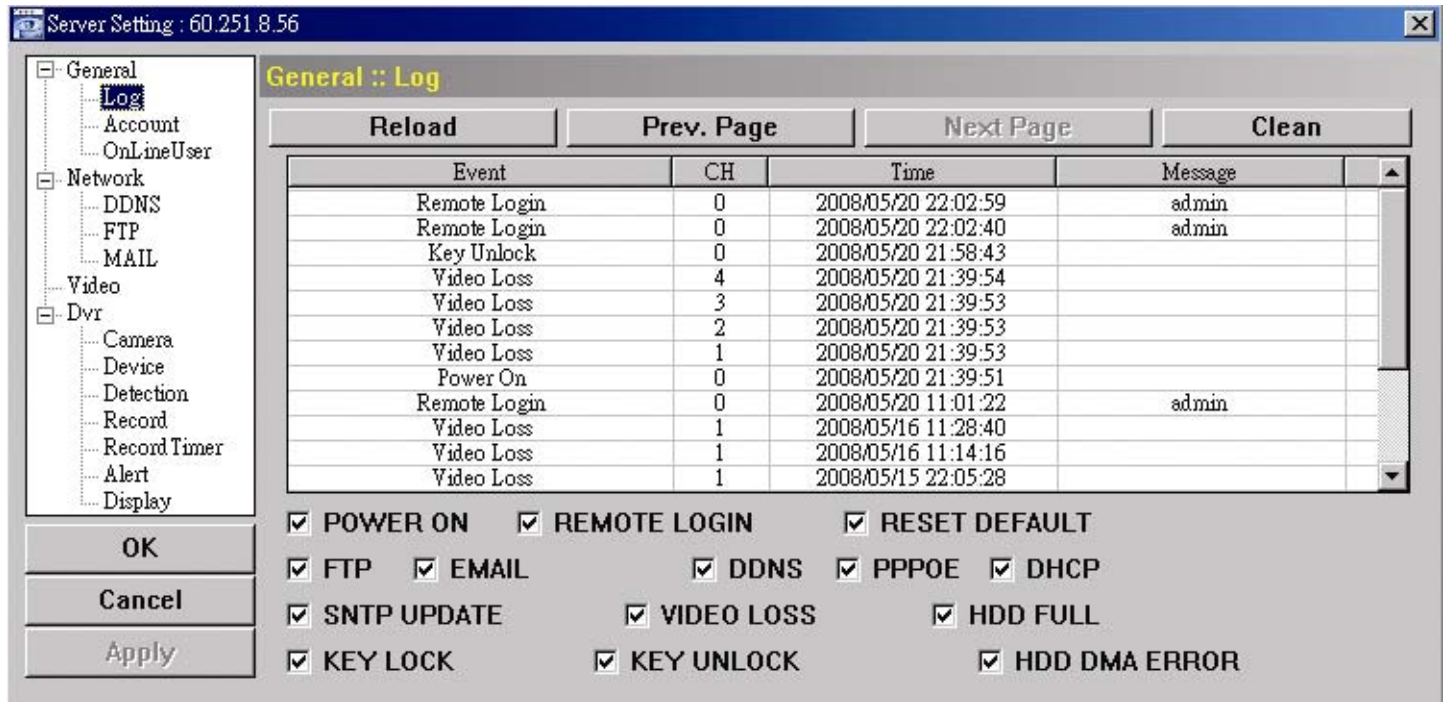 Server Setting : 60.251.8.56
General
Log
Account
OnLineUser
Network
DDNS
FTP
MAIL
Video
Dvr
Camera
Device
Detection
Record
Record Timer
Alert
Display
OK
Cancel
Apply
General :: Log
Reload Prev. Page Next Page Clean
Event CH Time Message
Remote Login 0 2008/05/20 22:02:59 admin
Remote Login 0 2008/05/20 22:02:40 admin
Key Unlock 0 2008/05/20 21:58:43
Video Loss 4 2008/05/20 21:39:54
Video Loss 3 2008/05/20 21:39:53
Video Loss 2 2008/05/20 21:39:53
Video Loss 1 2008/05/20 21:39:53
Power On 0 2008/05/20 21:39:51
Remote Login 0 2008/05/20 11:01:22 admin
Video Loss 1 2008/05/16 11:28:40
Video Loss 1 2008/05/16 11:14:16
Video Loss 1 2008/05/15 22:05:28
POWER ON REMOTE LOGIN RESET DEFAULT
FTP EMAIL DDNS PPPOE DHCP
SNTP UPDATE VIDEO LOSS HDD FULL
KEY LOCK KEY UNLOCK HDD DMA ERROR